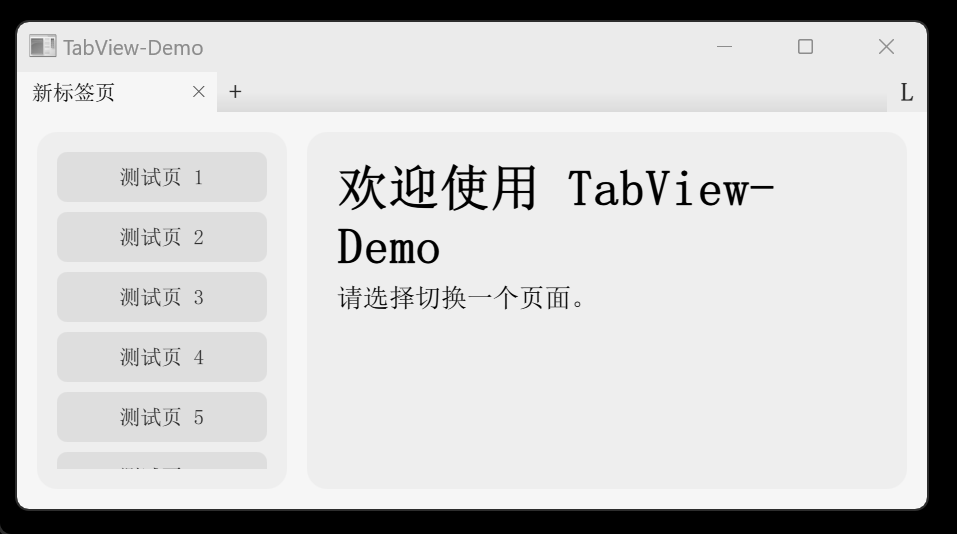 TabView-Demo
新标签页
+
L
测试页 1
测试页 2
测试页 3
测试页 4
测试页 5
欢迎使用 TabView-
Demo
请选择切换一个页面。